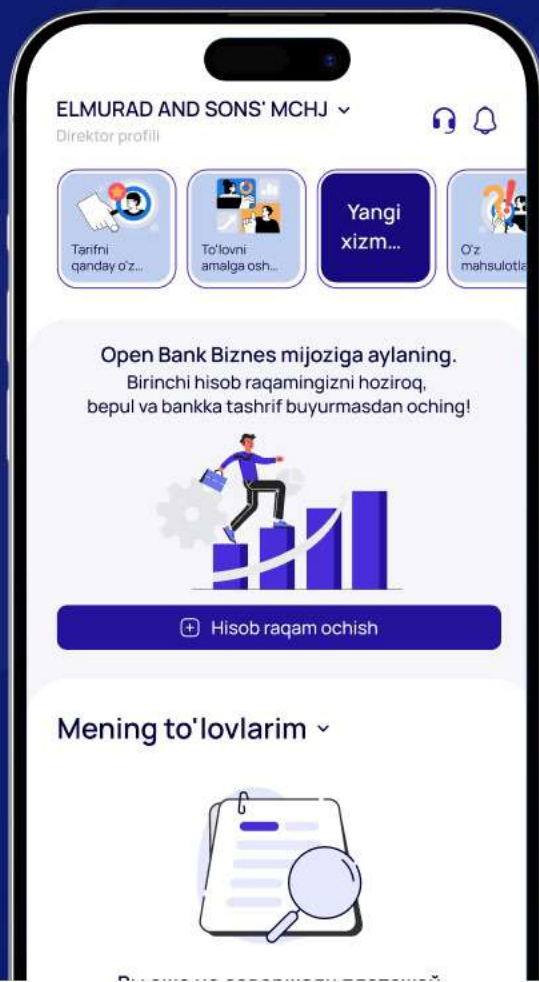 ELMURAD AND SONS' MCHJ
Direktor profili
Tarifni
qanday o'z...
To'lovni
amalga osh...
Yangi
xizm...
O'z
mahsulotla
Open Bank Biznes mijoziga aylaning.
Birinchi hisob raqamingizni hoziroq,
bepul va bankka tashrif buyurmasdan oching!
Hisob raqam ochish
Mening to'lovlarim